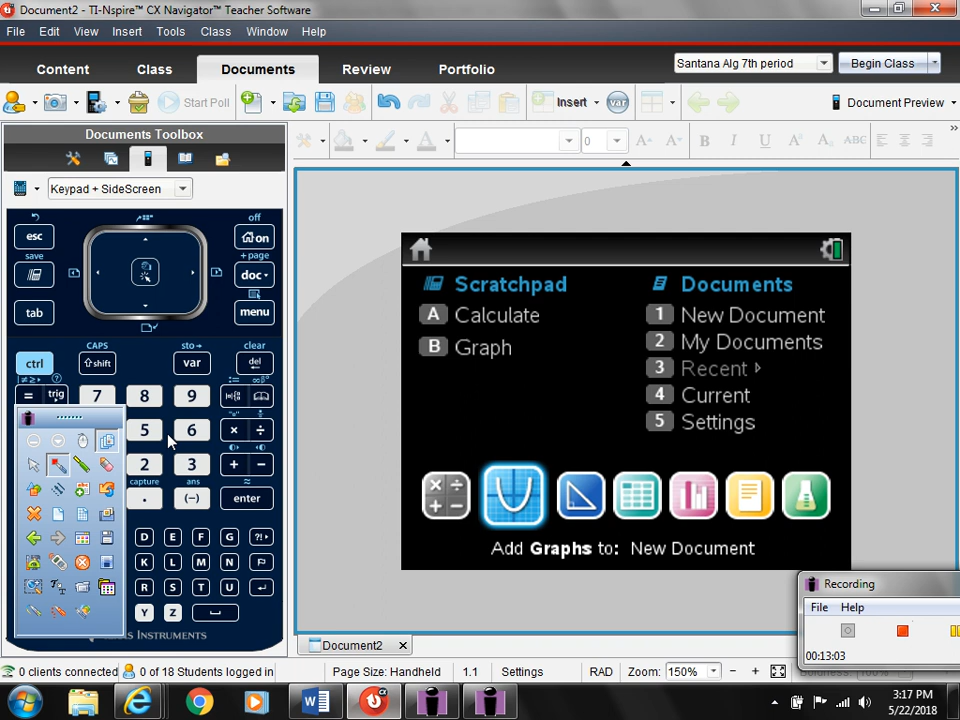 Document2 - TI-Nspire™ CX Navigator™ Teacher Software
File Edit View Insert Tools Class Window Help
Content Class Documents Review Portfolio
Santana Alg 7th period
Begin Class
Start Poll
Insert
var
Document Preview
Documents Toolbox
0
A B I U A A ABC
Keypad + SideScreen
off
esc
on
save
+ page
doc
tab
menu
CAPS sto→ clear
ctrl
shift
var
del
= trig 7 8 9
5 6 × ÷
2 3 + −
capture ans
. (−) enter
D E F G ?!
K L M N
R S T U
Y Z
INSTRUMENTS
Scratchpad
A Calculate
B Graph
Documents
1 New Document
2 My Documents
3 Recent
4 Current
5 Settings
Add Graphs to: New Document
Recording
File Help
00:13:03
Document2
0 clients connected
0 of 18 Students logged in
Page Size: Handheld
1.1
Settings
RAD
Zoom: 150%
3:17 PM
5/22/2018